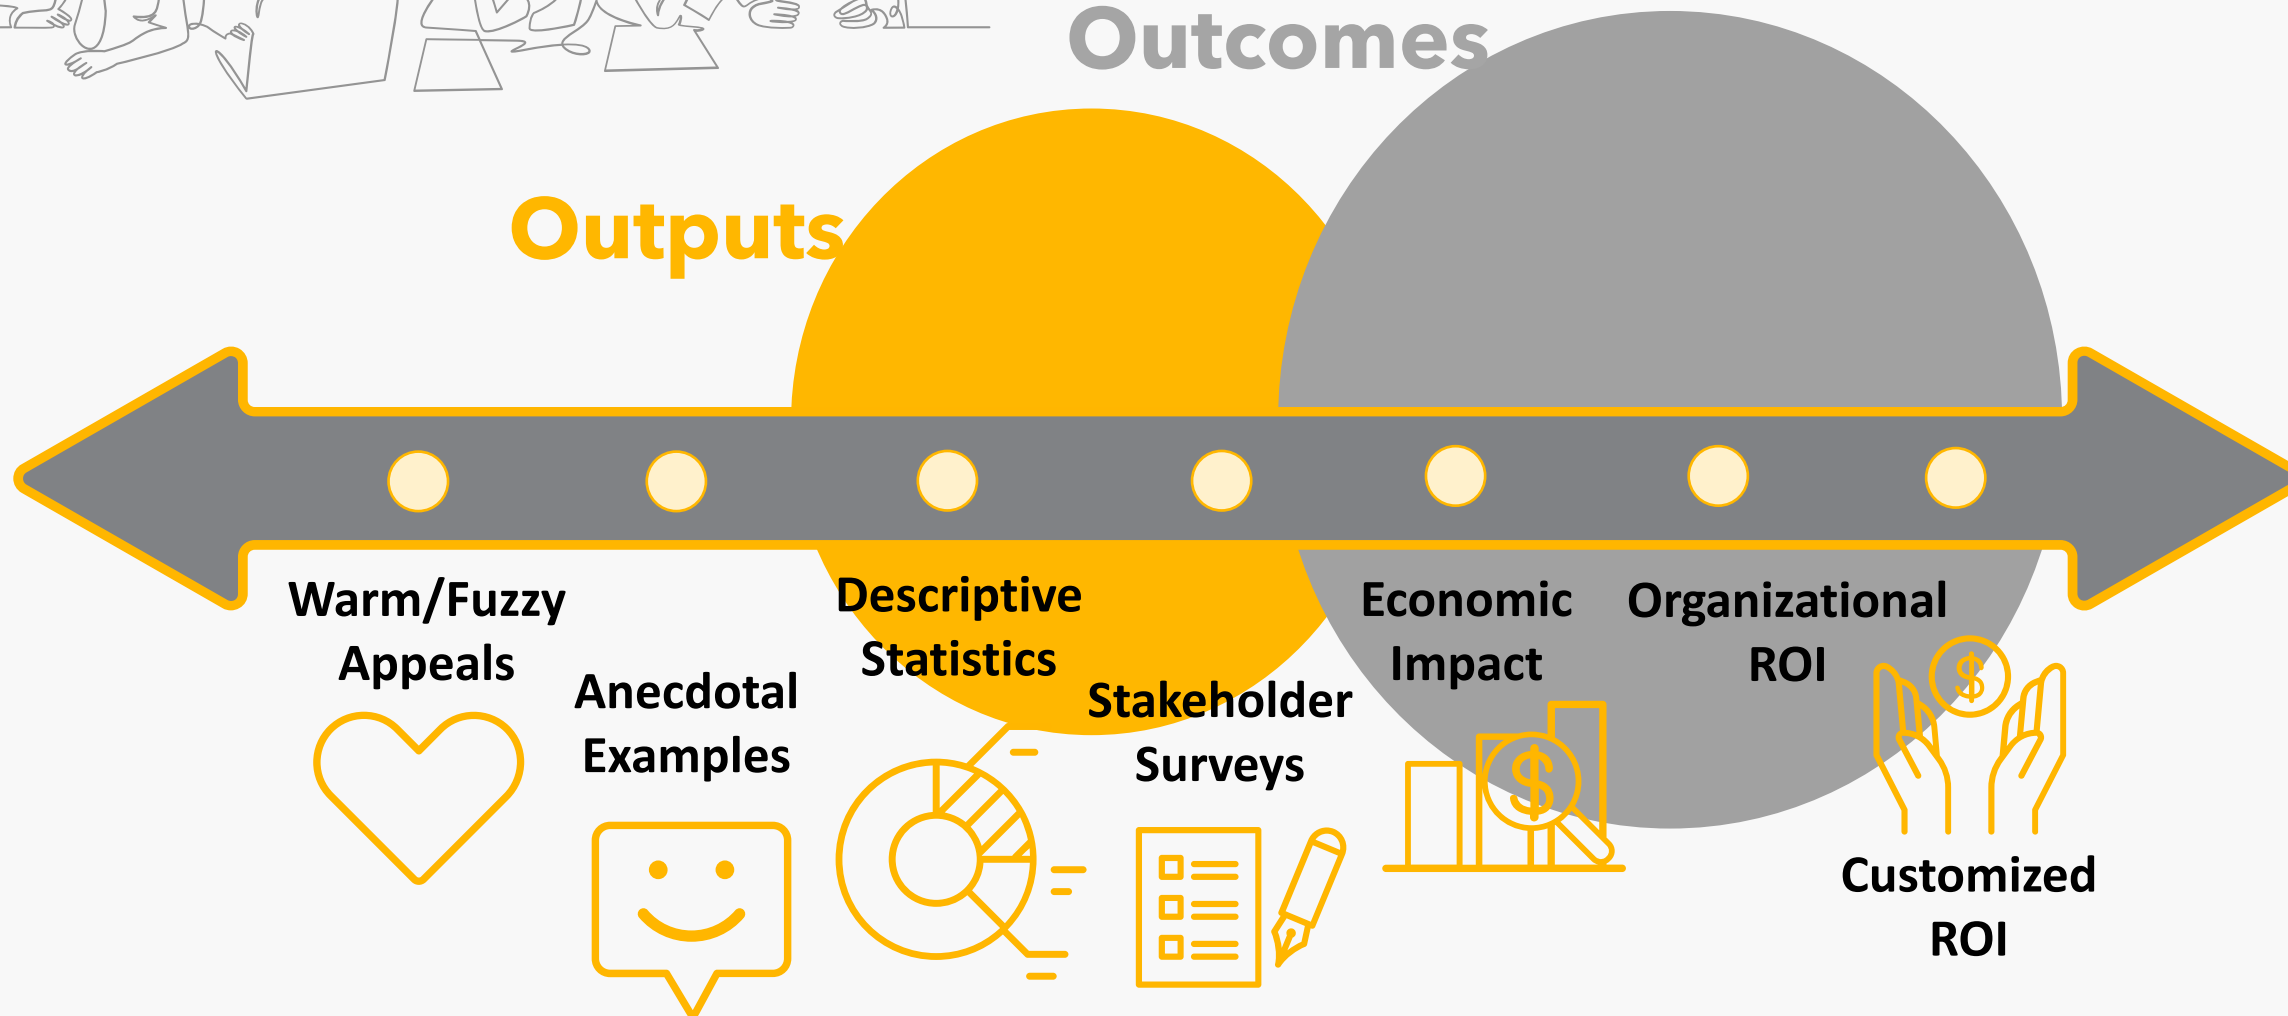 Outcomes
Outputs
Warm/Fuzzy
Appeals
Anecdotal
Examples
Descriptive
Statistics
Stakeholder
Surveys
Economic
Impact
$
Organizational
ROI
$
Customized
ROI